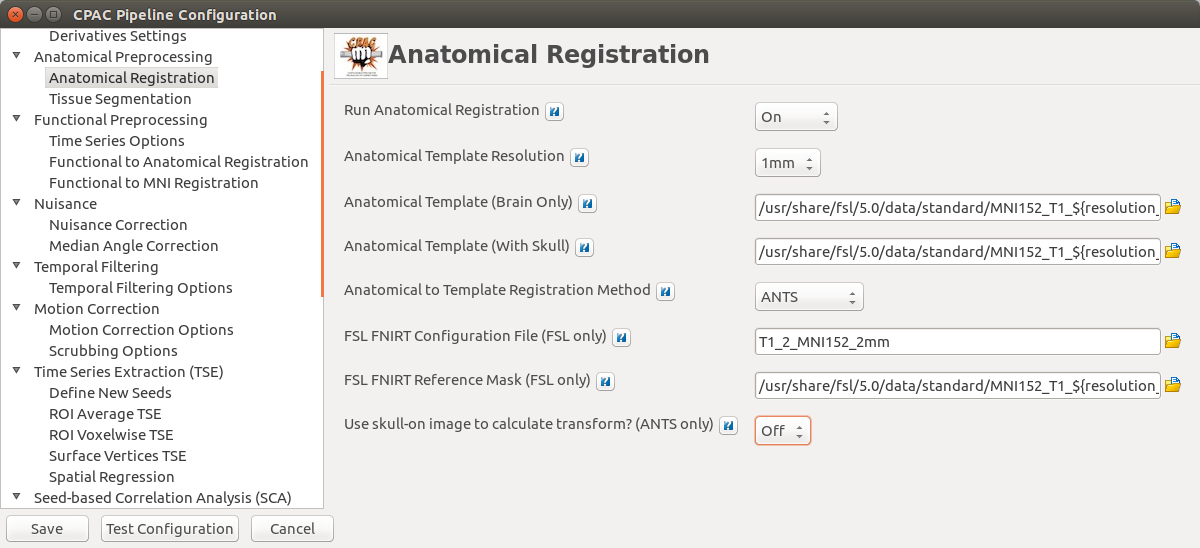 CPAC Pipeline Configuration
Derivatives Settings
Anatomical Preprocessing
Anatomical Registration
Tissue Segmentation
Functional Preprocessing
Time Series Options
Functional to Anatomical Registration
Functional to MNI Registration
Nuisance
Nuisance Correction
Median Angle Correction
Temporal Filtering
Temporal Filtering Options
Motion Correction
Motion Correction Options
Scrubbing Options
Time Series Extraction (TSE)
Define New Seeds
ROI Average TSE
ROI Voxelwise TSE
Surface Vertices TSE
Spatial Regression
Seed-based Correlation Analysis (SCA)
Save Test Configuration Cancel
CPAC
Anatomical Registration
Run Anatomical Registration ? On
Anatomical Template Resolution ? 1mm
Anatomical Template (Brain Only) ? /usr/share/fsl/5.0/data/standard/MNI152_T1_${resolution_
Anatomical Template (With Skull) ? /usr/share/fsl/5.0/data/standard/MNI152_T1_${resolution_
Anatomical to Template Registration Method ? ANTS
FSL FNIRT Configuration File (FSL only) ? T1_2_MNI152_2mm
FSL FNIRT Reference Mask (FSL only) ? /usr/share/fsl/5.0/data/standard/MNI152_T1_${resolution_
Use skull-on image to calculate transform? (ANTS only) ? Off